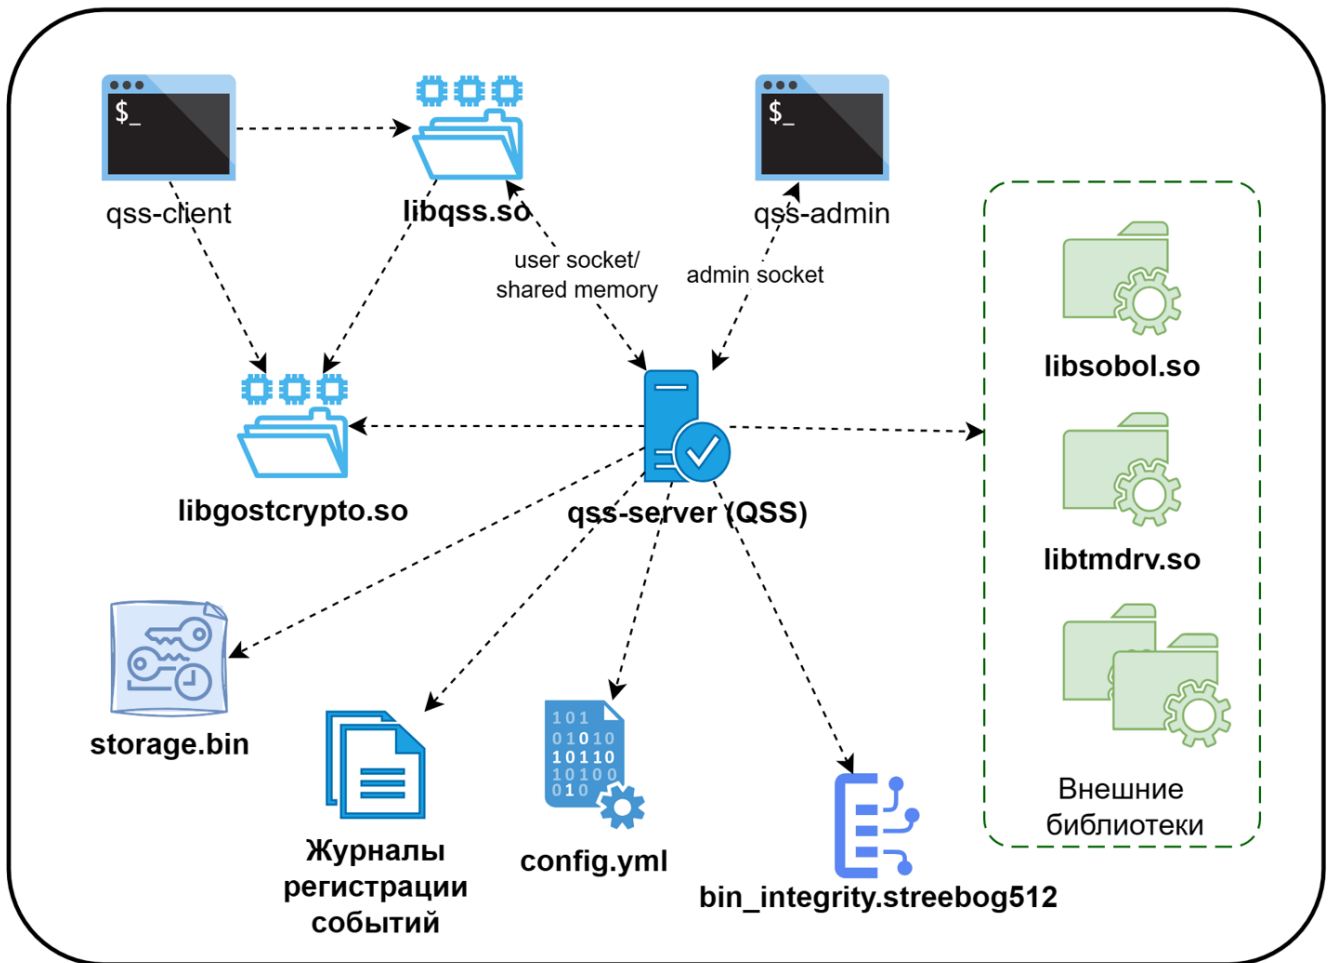 $_
$_
qss-client
libqss.so
qss-admin
user socket/
shared memory
admin socket
libsobol.so
libgostcrypto.so
qss-server (QSS)
libtmdrv.so
storage.bin
101
01010
10110
10100
010
Внешние
библиотеки
Журналы
регистрации
событий
config.yml
bin_integrity.streebog512